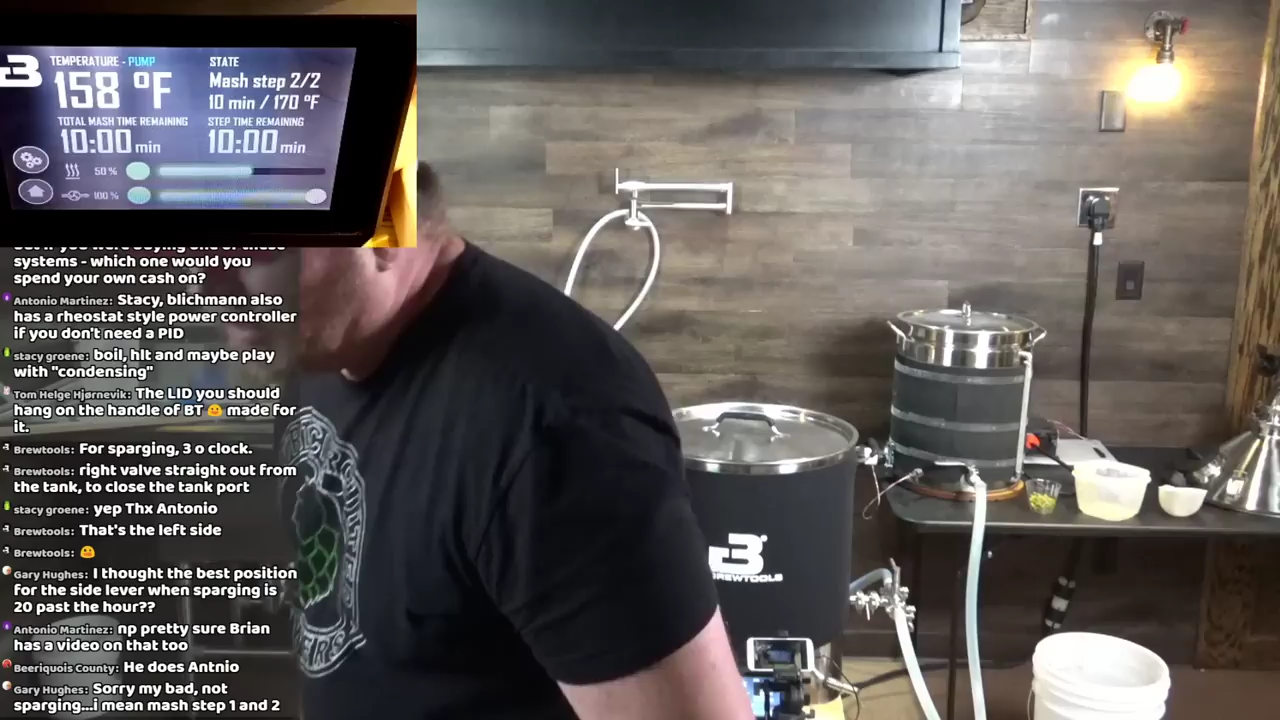 TEMPERATURE - PUMP
158 °F
STATE
Mash step 2/2
10 min / 170 °F
TOTAL MASH TIME REMAINING
10:00 min
STEP TIME REMAINING
10:00 min
50 %
100 %
but if you were buying one of these
systems - which one would you
spend your own cash on?
Antonio Martinez: Stacy, blichmann also
has a rheostat style power controller
if you don't need a PID
stacy groene: boil, hlt and maybe play
with "condensing"
Tom Helge Hjørnevik: The LID you should
hang on the handle of BT 😃 made for
it.
Brewtools: For sparging, 3 o clock.
Brewtools: right valve straight out from
the tank, to close the tank port
stacy groene: yep Thx Antonio
Brewtools: That's the left side
Brewtools: 😃
Gary Hughes: I thought the best position
for the side lever when sparging is
20 past the hour??
Antonio Martinez: np pretty sure Brian
has a video on that too
Beeriquois County: He does Antnio
Gary Hughes: Sorry my bad, not
sparging...i mean mash step 1 and 2
BREWTOOLS